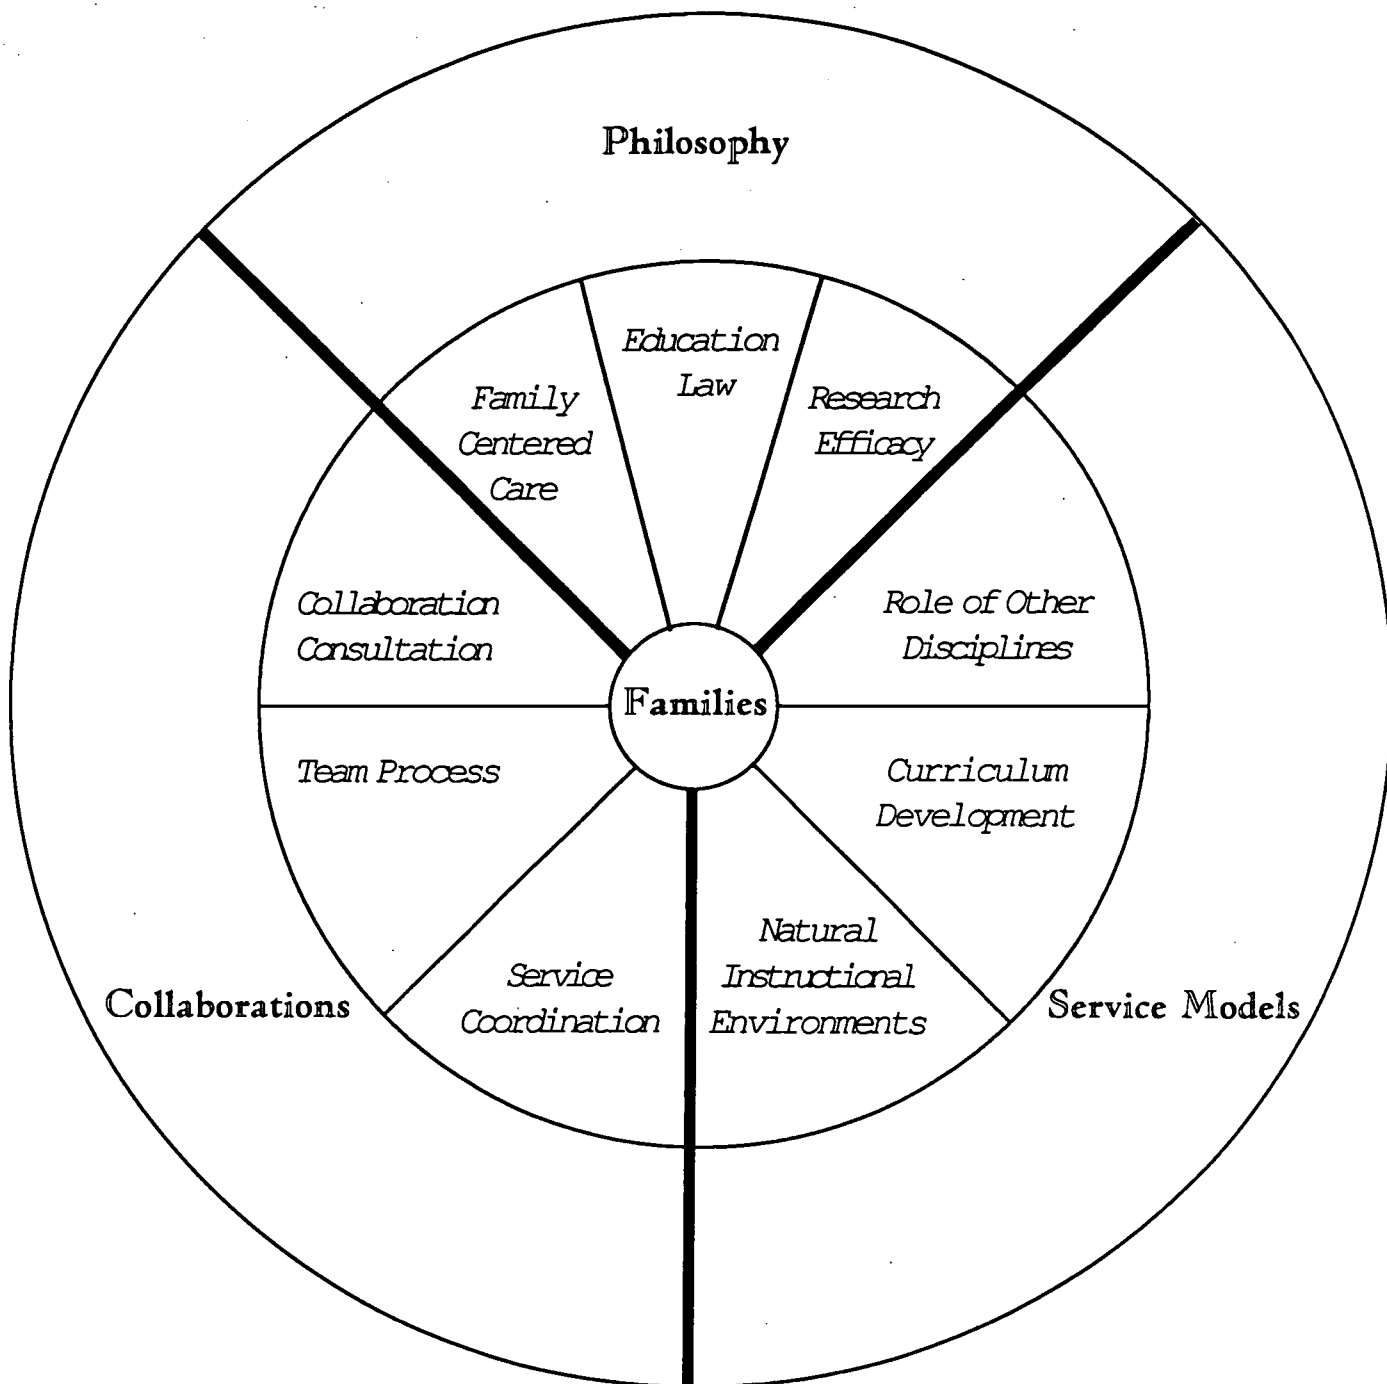 Philosophy
Education
Law
Family
Centered
Care
Research
Efficacy
Collaboration
Consultation
Role of Other
Disciplines
Families
Team Process
Curriculum
Development
Service
Coordination
Natural
Instructional
Environments
Collaborations
Service Models